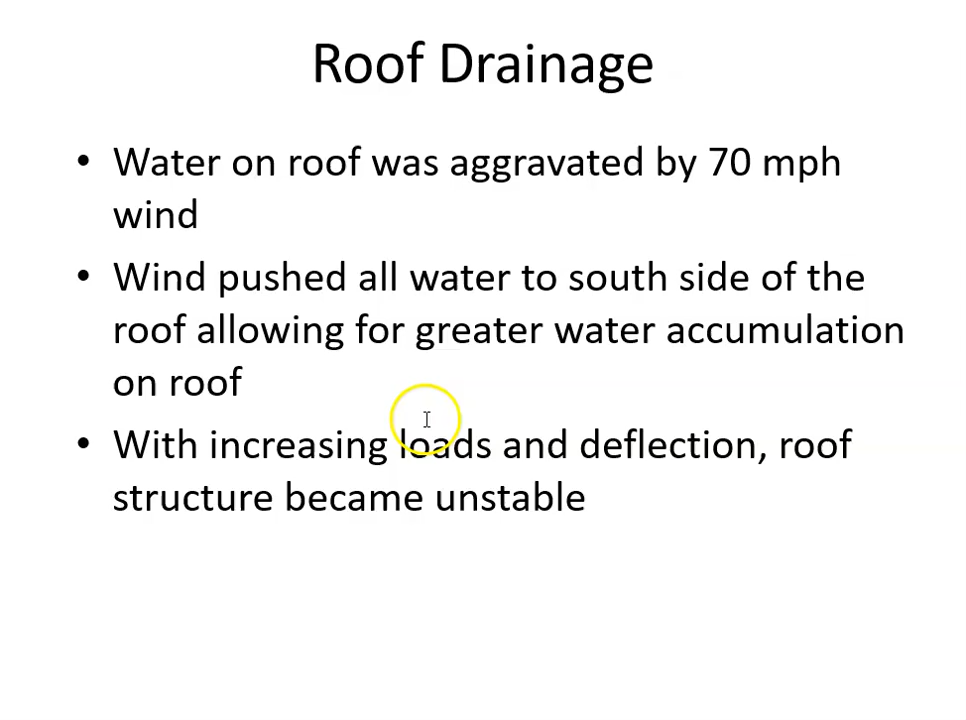 Roof Drainage
• Water on roof was aggravated by 70 mph
wind
• Wind pushed all water to south side of the
roof allowing for greater water accumulation
on roof
• With increasing loads and deflection, roof
structure became unstable